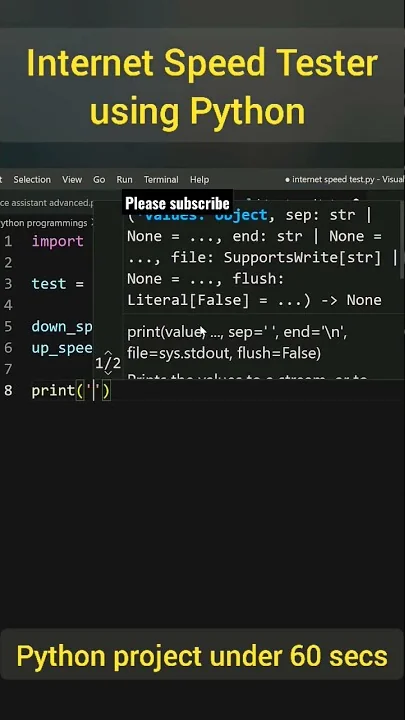 Internet Speed Tester
using Python
Selection View Go Run Terminal Help
● internet speed test.py - Visual
ce assistant advanced.p
Please subscribe
ython programmings
values: object, sep: str |
1 import
None = ..., end: str | None =
2
..., file: SupportsWrite[str] |
3 test =
None = ..., flush:
4
Literal[False] = ...) -> None
5 down_sp
print(value, ..., sep=' ', end='\n',
6 up_spee
file=sys.stdout, flush=False)
7
1/2
Prints the values to a stream, or to
8 print('')
Python project under 60 secs